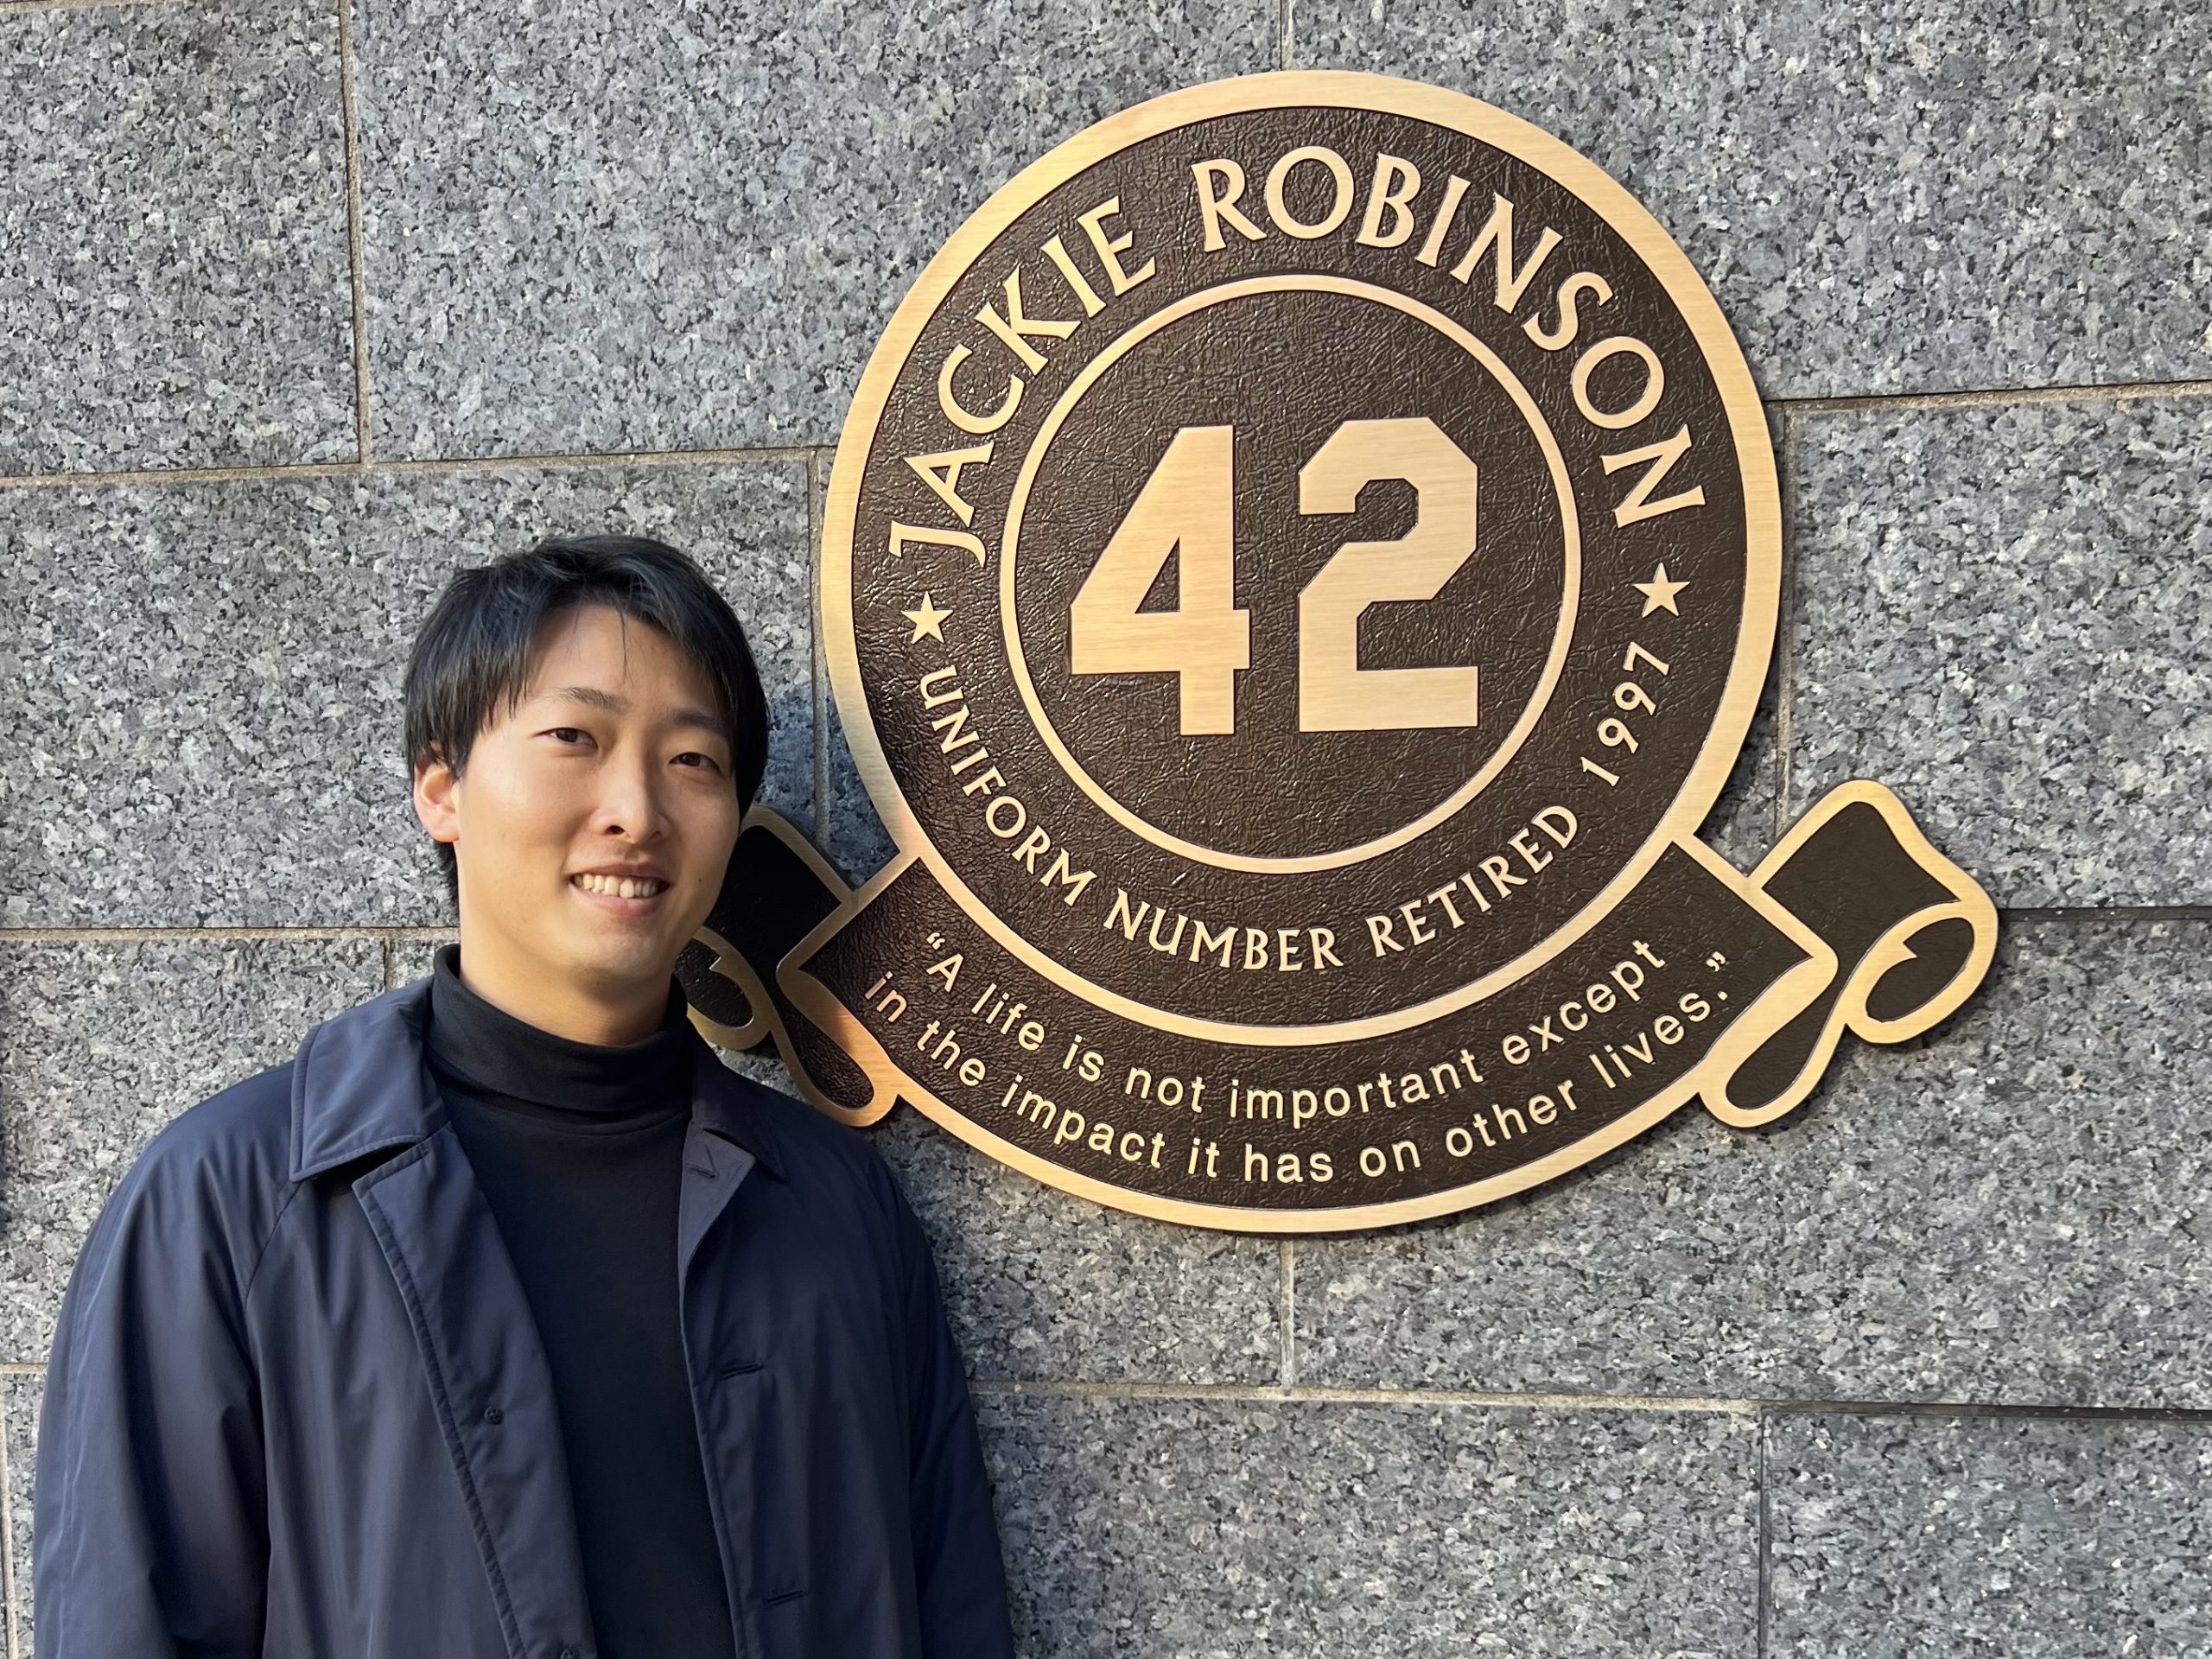 JACKIE ROBINSON
42
★ UNIFORM NUMBER RETIRED 1997 ★
“A life is not important except
in the impact it has on other lives.”